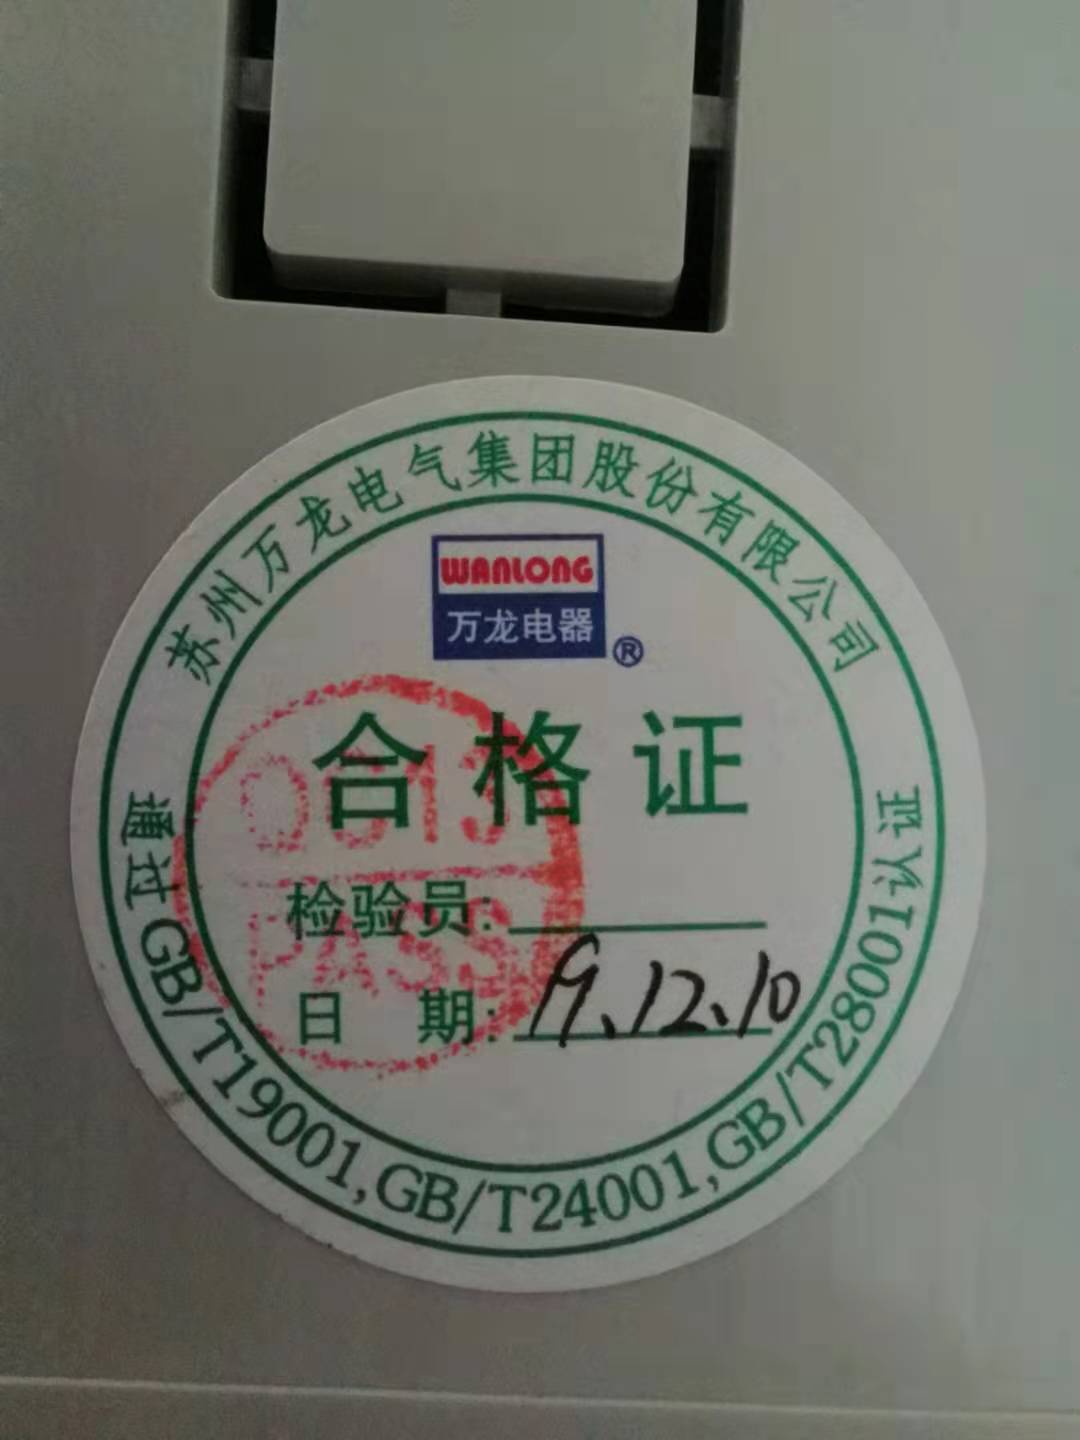 苏州万龙电气集团股份有限公司
WANLONG
万龙电器
®
合格证
QC13
PASS
检验员:
日期: 19.12.10
通过GB/T19001,GB/T24001,GB/T28001认证